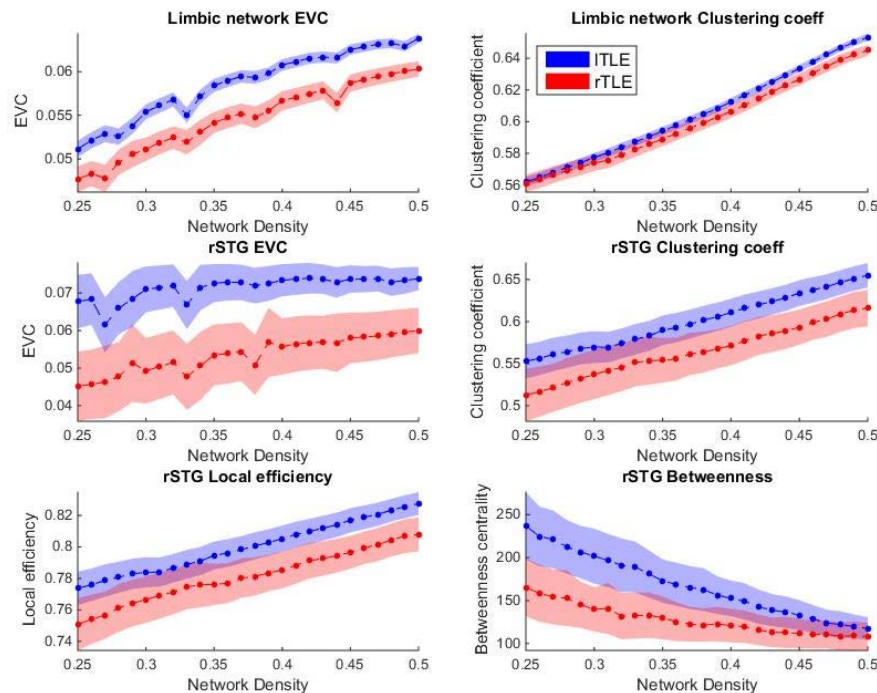 Limbic network EVC
EVC
0.06
0.055
0.05
0.25 0.3 0.35 0.4 0.45 0.5
Network Density
Limbic network Clustering coeff
lTLE
rTLE
Clustering coefficient
0.64
0.62
0.6
0.58
0.56
0.25 0.3 0.35 0.4 0.45 0.5
Network Density
rSTG EVC
EVC
0.07
0.06
0.05
0.04
0.25 0.3 0.35 0.4 0.45 0.5
Network Density
rSTG Clustering coeff
Clustering coefficient
0.65
0.6
0.55
0.5
0.25 0.3 0.35 0.4 0.45 0.5
Network Density
rSTG Local efficiency
Local efficiency
0.82
0.8
0.78
0.76
0.74
0.25 0.3 0.35 0.4 0.45 0.5
Network Density
rSTG Betweenness
Betweenness centrality
250
200
150
100
0.25 0.3 0.35 0.4 0.45 0.5
Network Density